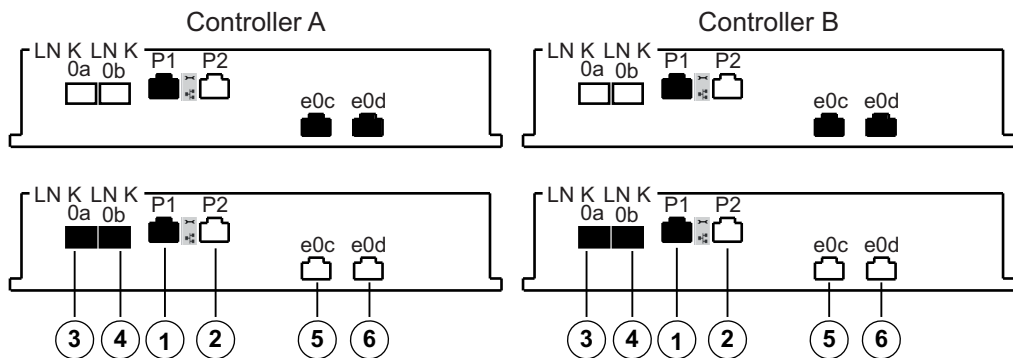 Controller A Controller B
LN K LN K P1 P2 LN K LN K P1 P2
0a 0b 0a 0b
e0c e0d e0c e0d
LN K LN K P1 P2 LN K LN K P1 P2
0a 0b 0a 0b
e0c e0d e0c e0d
3 4 1 2 5 6 3 4 1 2 5 6